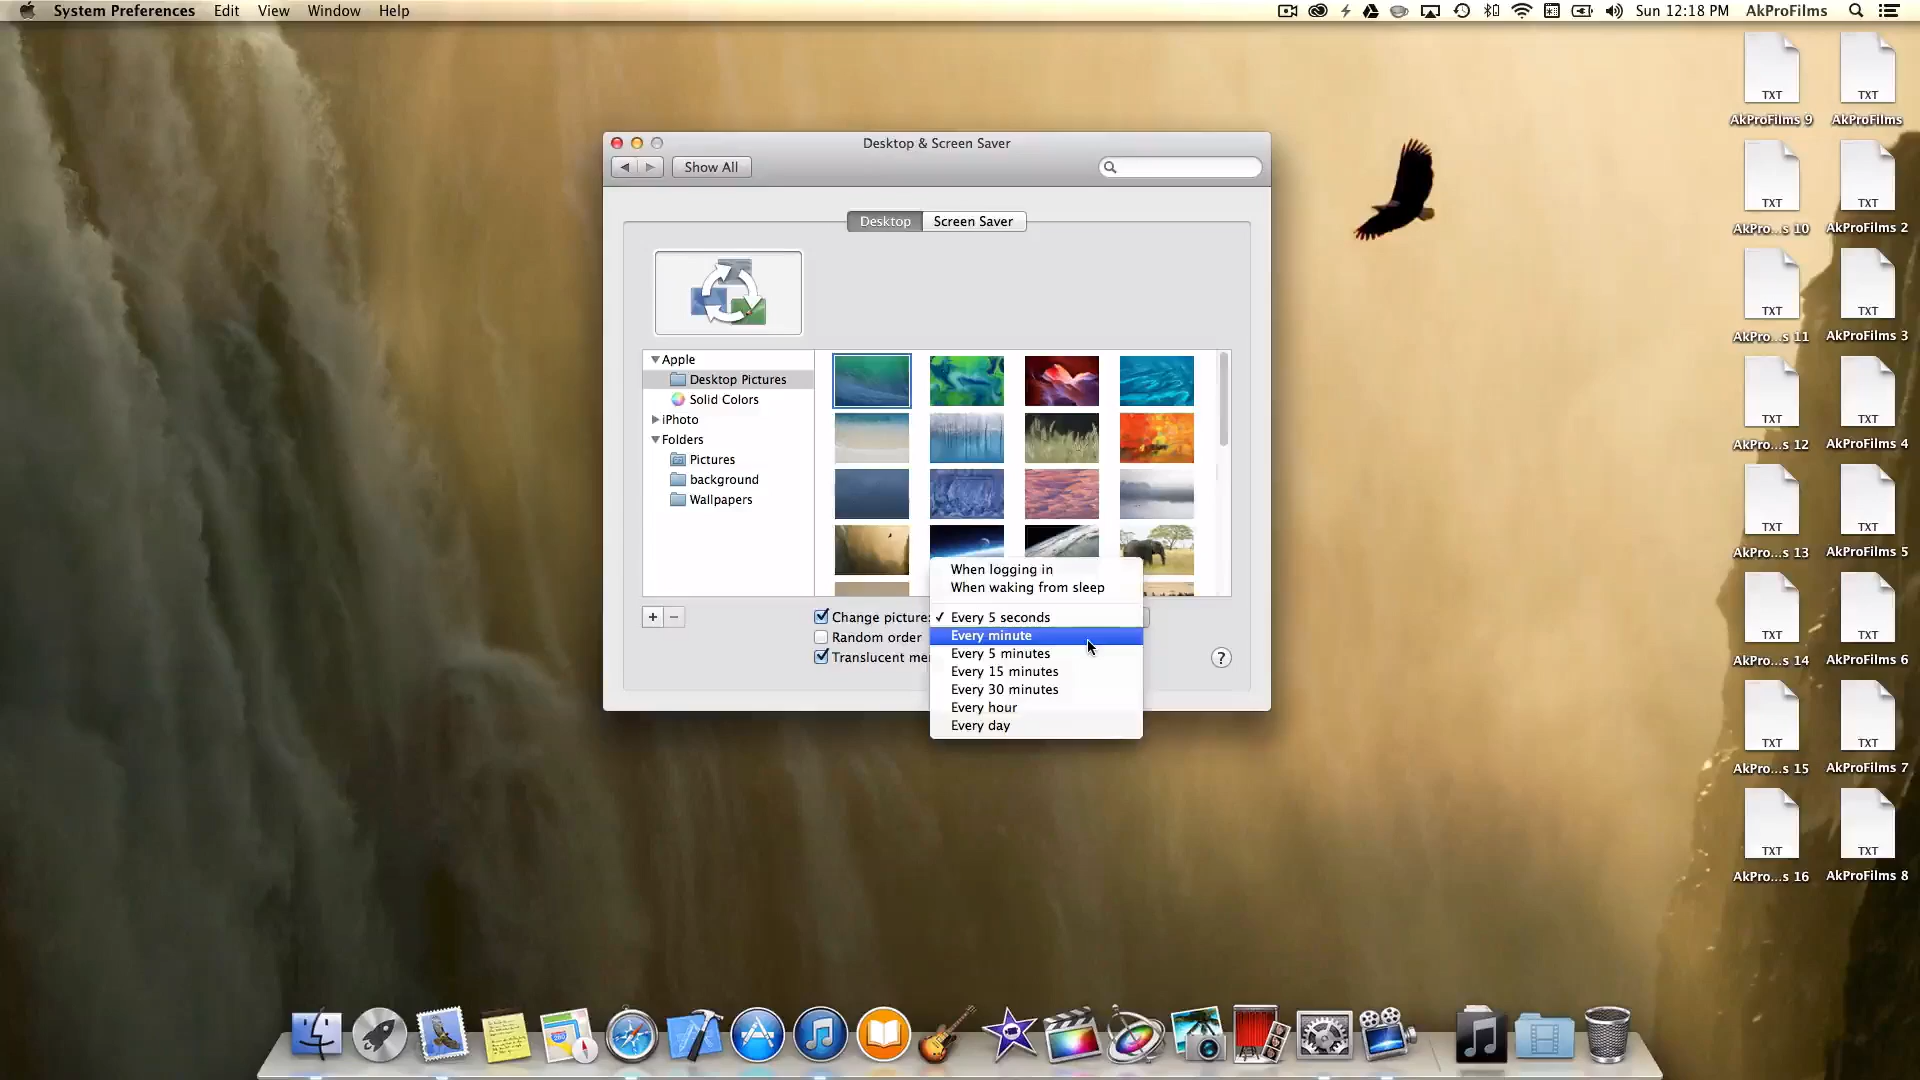 System Preferences Edit View Window Help
Sun 12:18 PM AkProFilms
Desktop & Screen Saver
Show All
Desktop Screen Saver
Apple
Desktop Pictures
Solid Colors
iPhoto
Folders
Pictures
background
Wallpapers
When logging in
When waking from sleep
Change picture: ✓ Every 5 seconds
Random order Every minute
Translucent me Every 5 minutes
Every 15 minutes
Every 30 minutes
Every hour
Every day
+ −
?
TXT TXT
AkProFilms 9 AkProFilms
TXT TXT
AkPro...s 10 AkProFilms 2
TXT TXT
AkPro...s 11 AkProFilms 3
TXT TXT
AkPro...s 12 AkProFilms 4
TXT TXT
AkPro...s 13 AkProFilms 5
TXT TXT
AkPro...s 14 AkProFilms 6
TXT TXT
AkPro...s 15 AkProFilms 7
TXT TXT
AkPro...s 16 AkProFilms 8